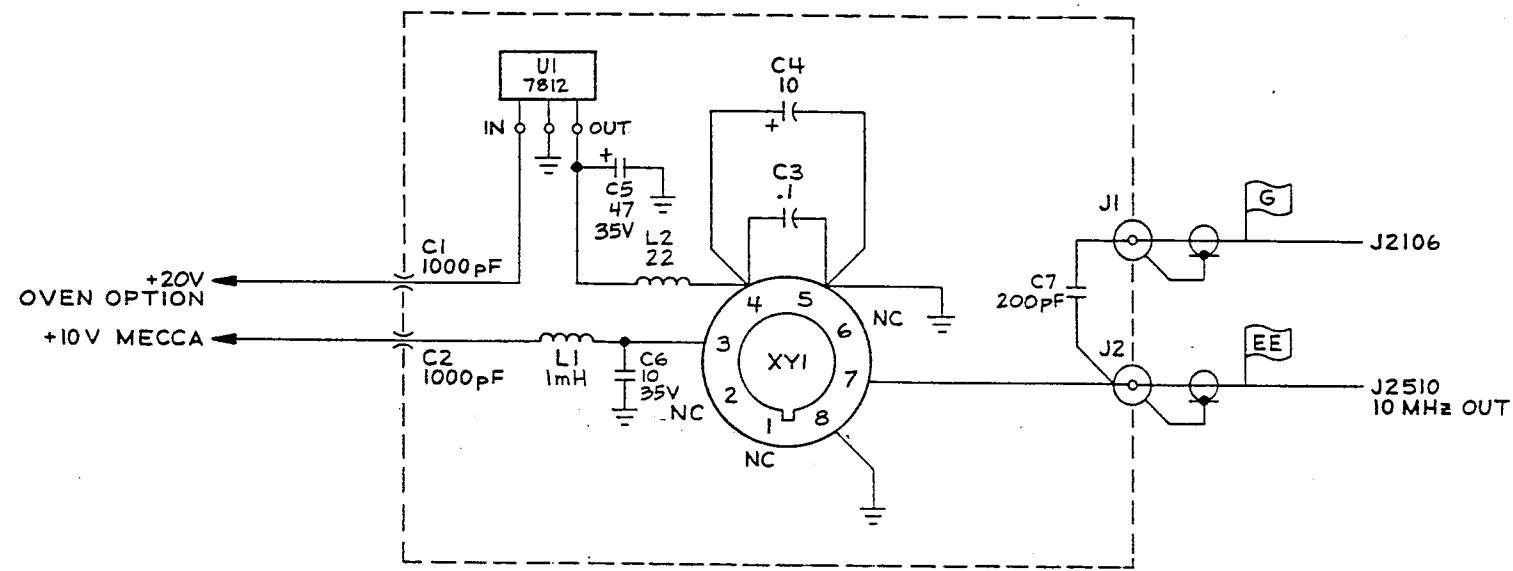 U1
7812
IN
OUT
+
C5
47
35V
C4
10
+
C3
.1
L2
22
C1
1000pF
+20V
OVEN OPTION
+10V MECCA
C2
1000pF
L1
1mH
C6
10
35V
NC
4
5
NC
3
6
XY1
2
7
1
8
NC
J1
G
J2106
C7
200pF
J2
EE
J2510
10 MHz OUT